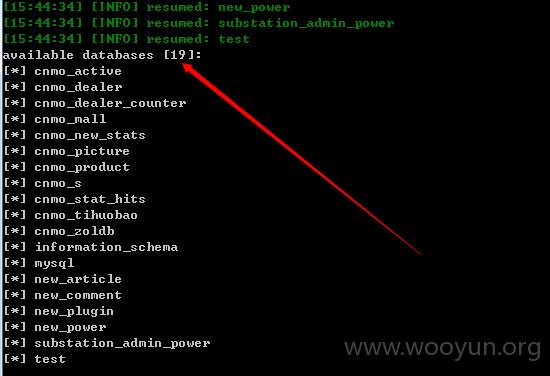 [15:44:34] [INFO] resumed: new_power
[15:44:34] [INFO] resumed: substation_admin_power
[15:44:34] [INFO] resumed: test
available databases [19]:
[*] cnmo_active
[*] cnmo_dealer
[*] cnmo_dealer_counter
[*] cnmo_mall
[*] cnmo_new_stats
[*] cnmo_picture
[*] cnmo_product
[*] cnmo_s
[*] cnmo_stat_hits
[*] cnmo_tihuobao
[*] cnmo_zoldb
[*] information_schema
[*] mysql
[*] new_article
[*] new_comment
[*] new_plugin
[*] new_power
[*] substation_admin_power
[*] test
www.wooyun.org